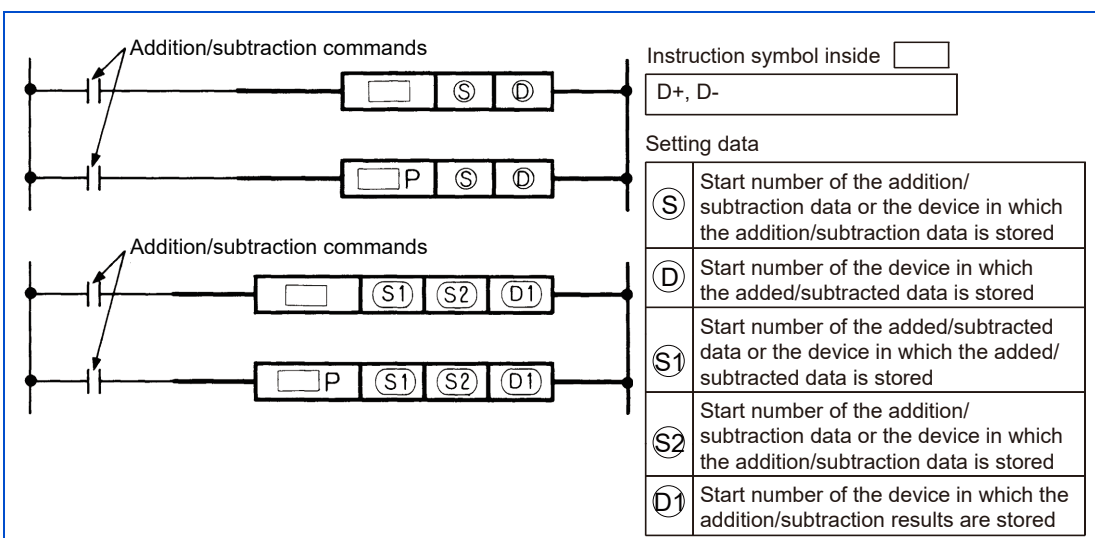 Addition/subtraction commands
Ⓢ Ⓓ
P Ⓢ Ⓓ
Addition/subtraction commands
(S1) (S2) (D1)
P (S1) (S2) (D1)
Instruction symbol inside
D+, D-
Setting data
Ⓢ Start number of the addition/
subtraction data or the device in which
the addition/subtraction data is stored
Ⓓ Start number of the device in which
the added/subtracted data is stored
S1 Start number of the added/subtracted
data or the device in which the added/
subtracted data is stored
S2 Start number of the addition/
subtraction data or the device in which
the addition/subtraction data is stored
D1 Start number of the device in which the
addition/subtraction results are stored